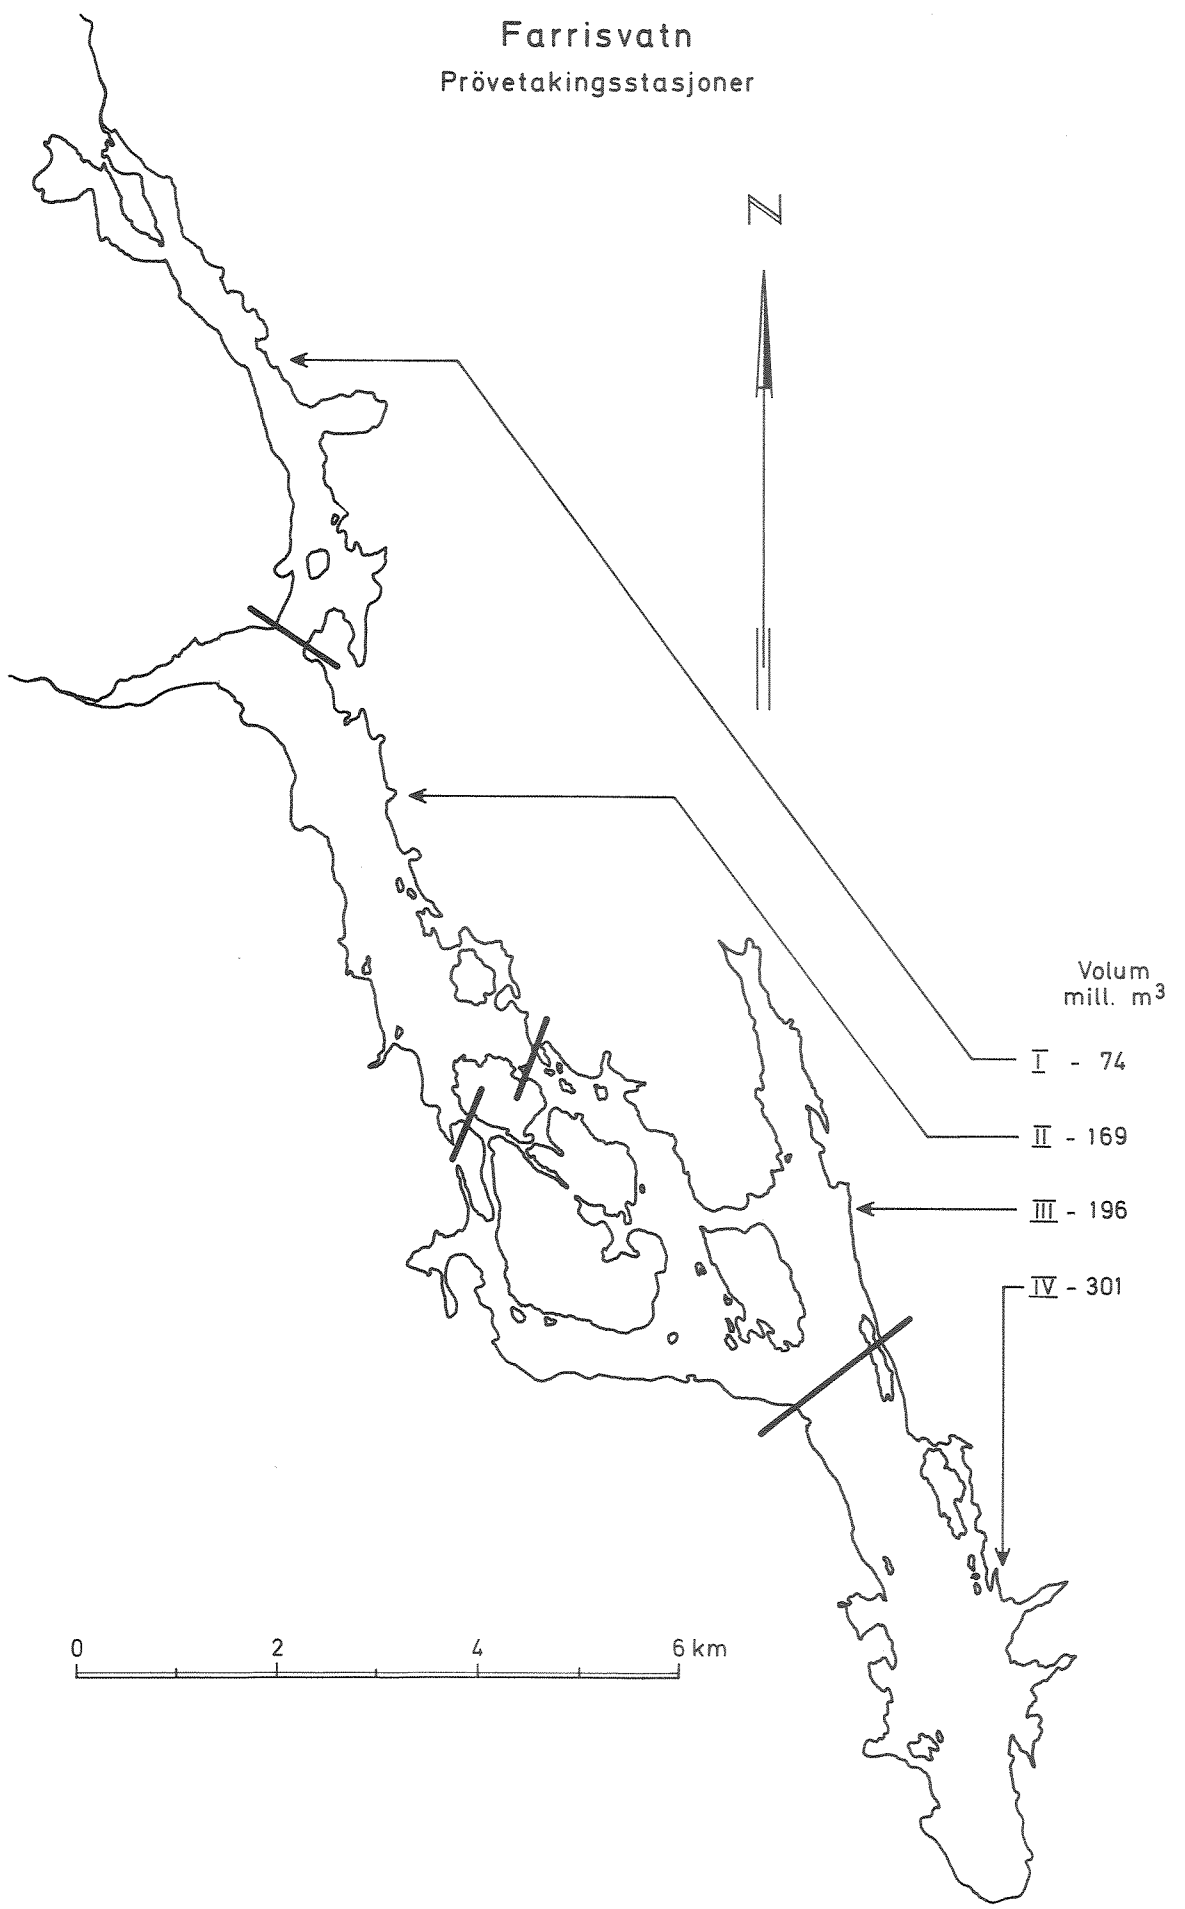 Farrisvatn
Prövetakingsstasjoner
N
Volum
mill. m³
I - 74
II - 169
III - 196
IV - 301
0 2 4 6 km